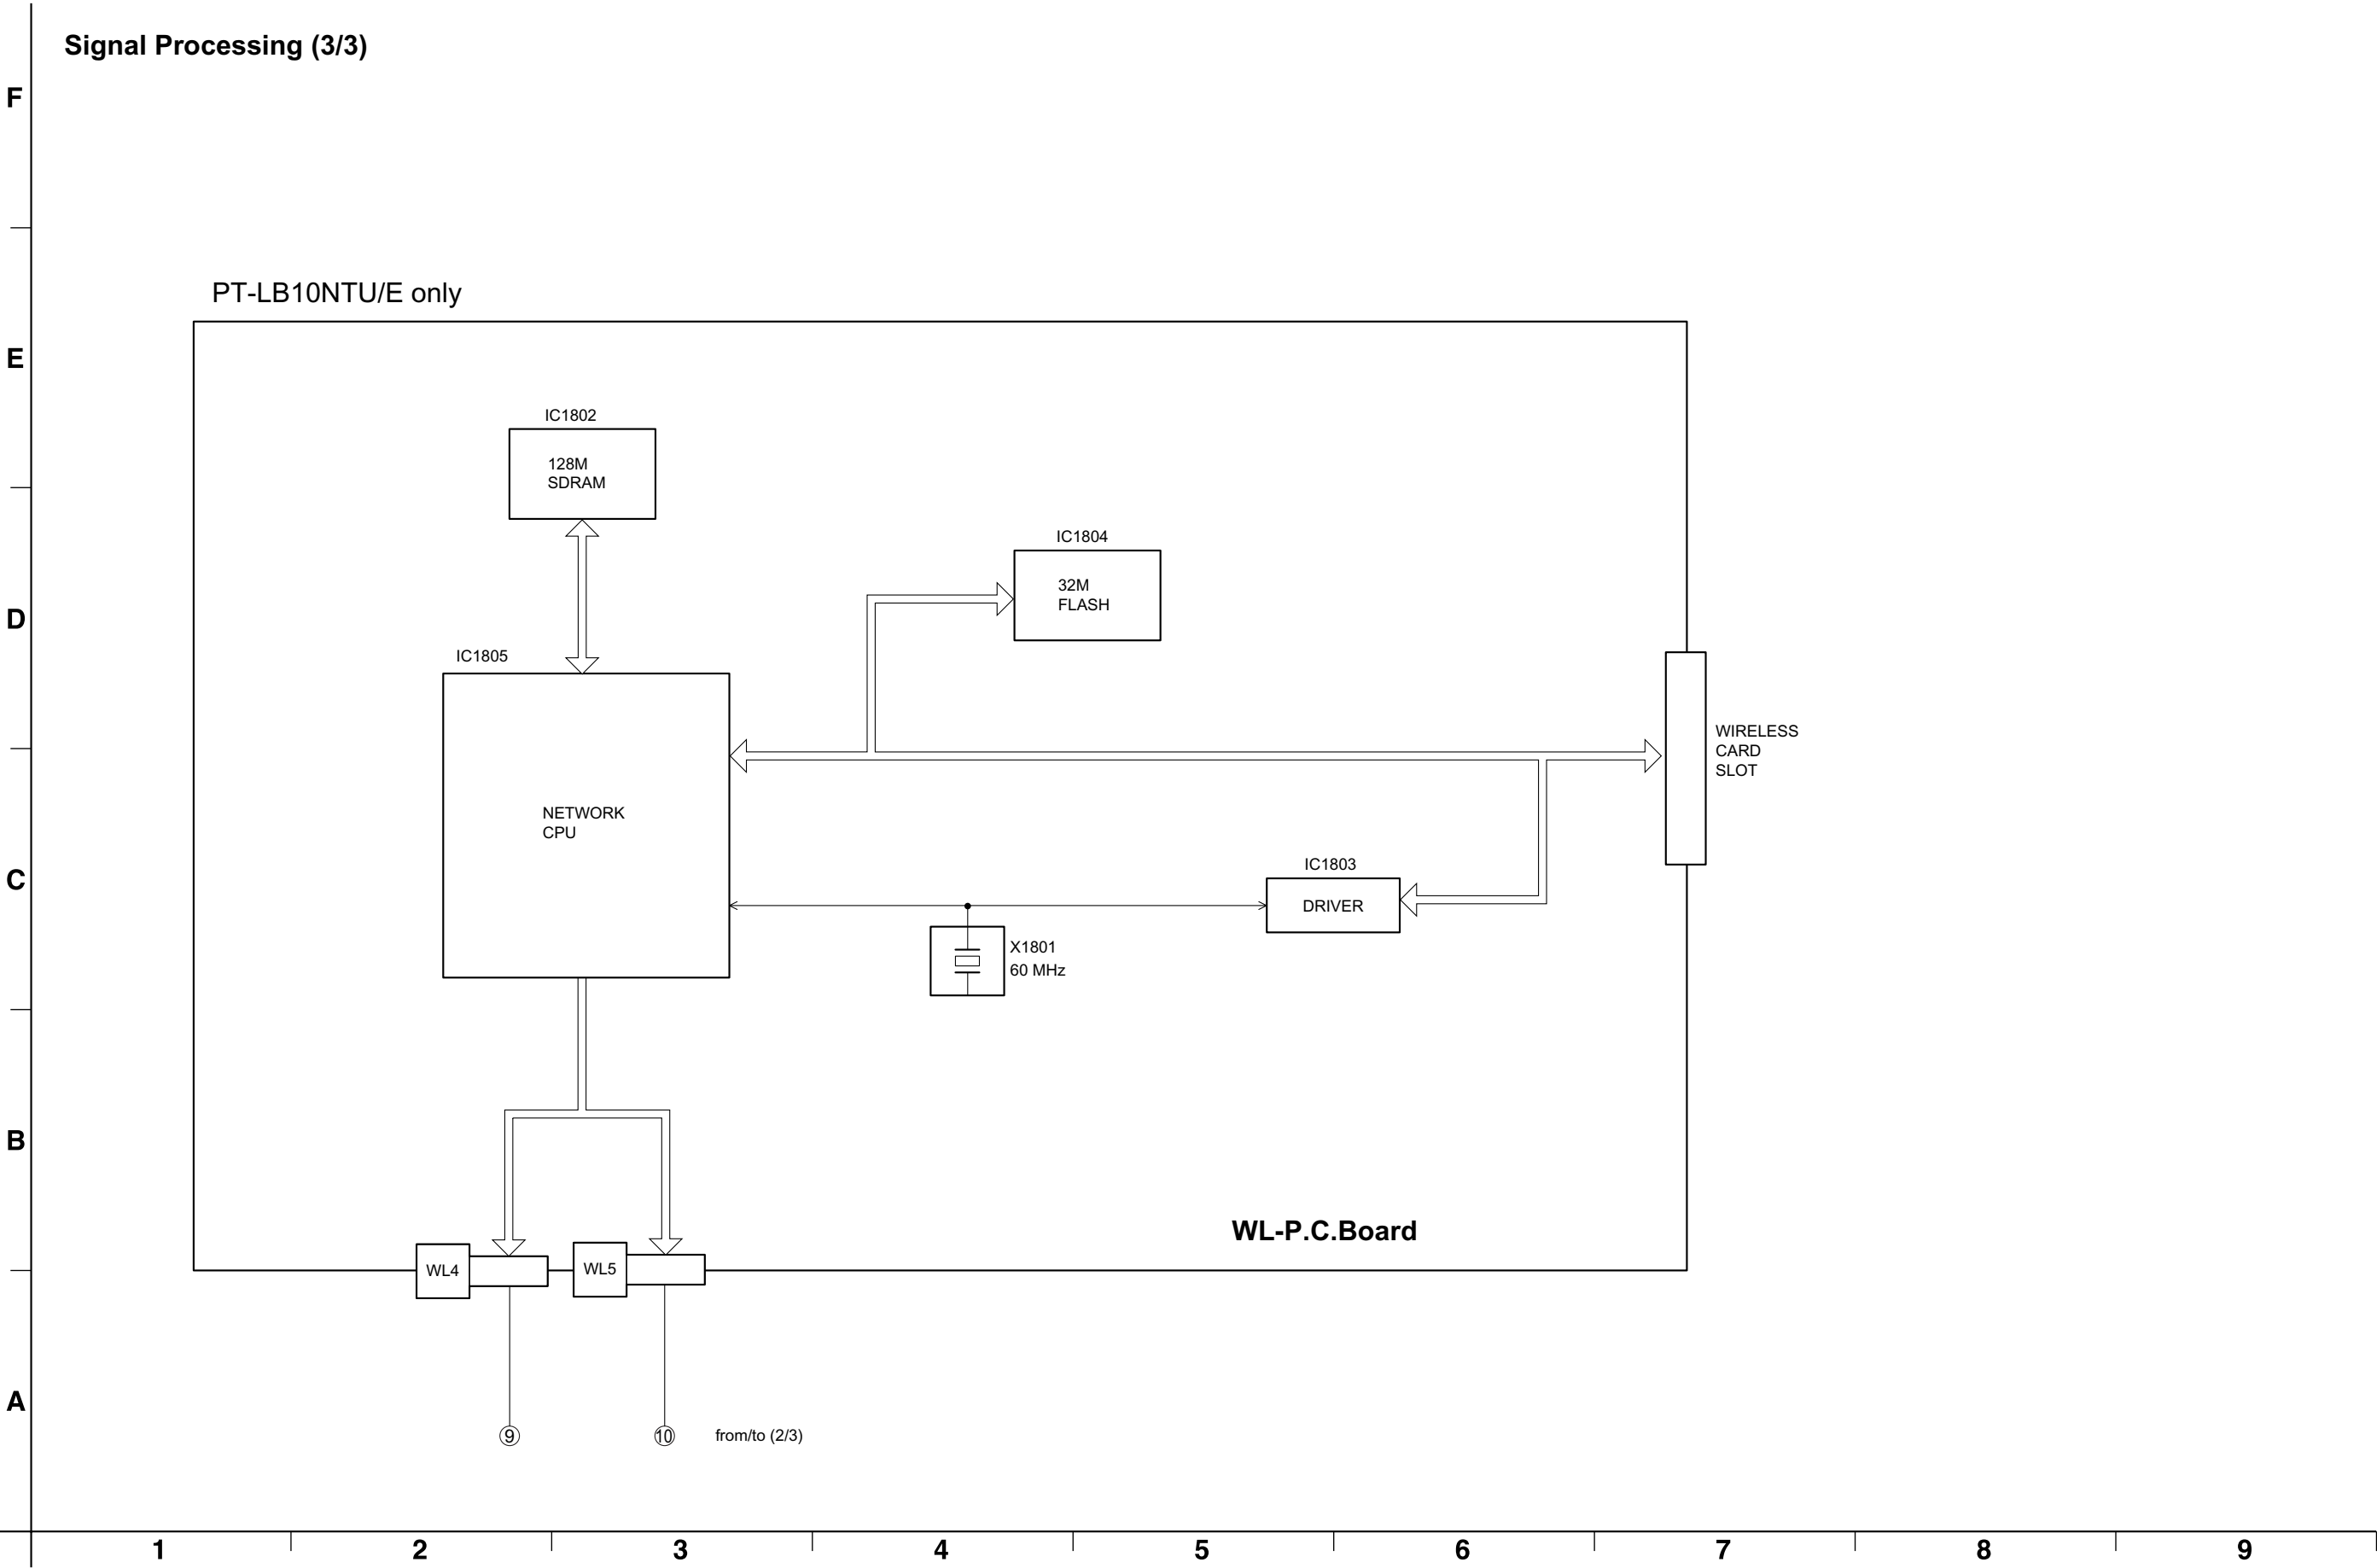 Signal Processing (3/3)
F
PT-LB10NTU/E only
E
IC1802
128M
SDRAM
IC1804
32M
FLASH
D
IC1805
WIRELESS
CARD
SLOT
NETWORK
CPU
IC1803
C
DRIVER
X1801
60 MHz
B
WL-P.C.Board
WL4
WL5
A
9
10
from/to (2/3)
1 2 3 4 5 6 7 8 9